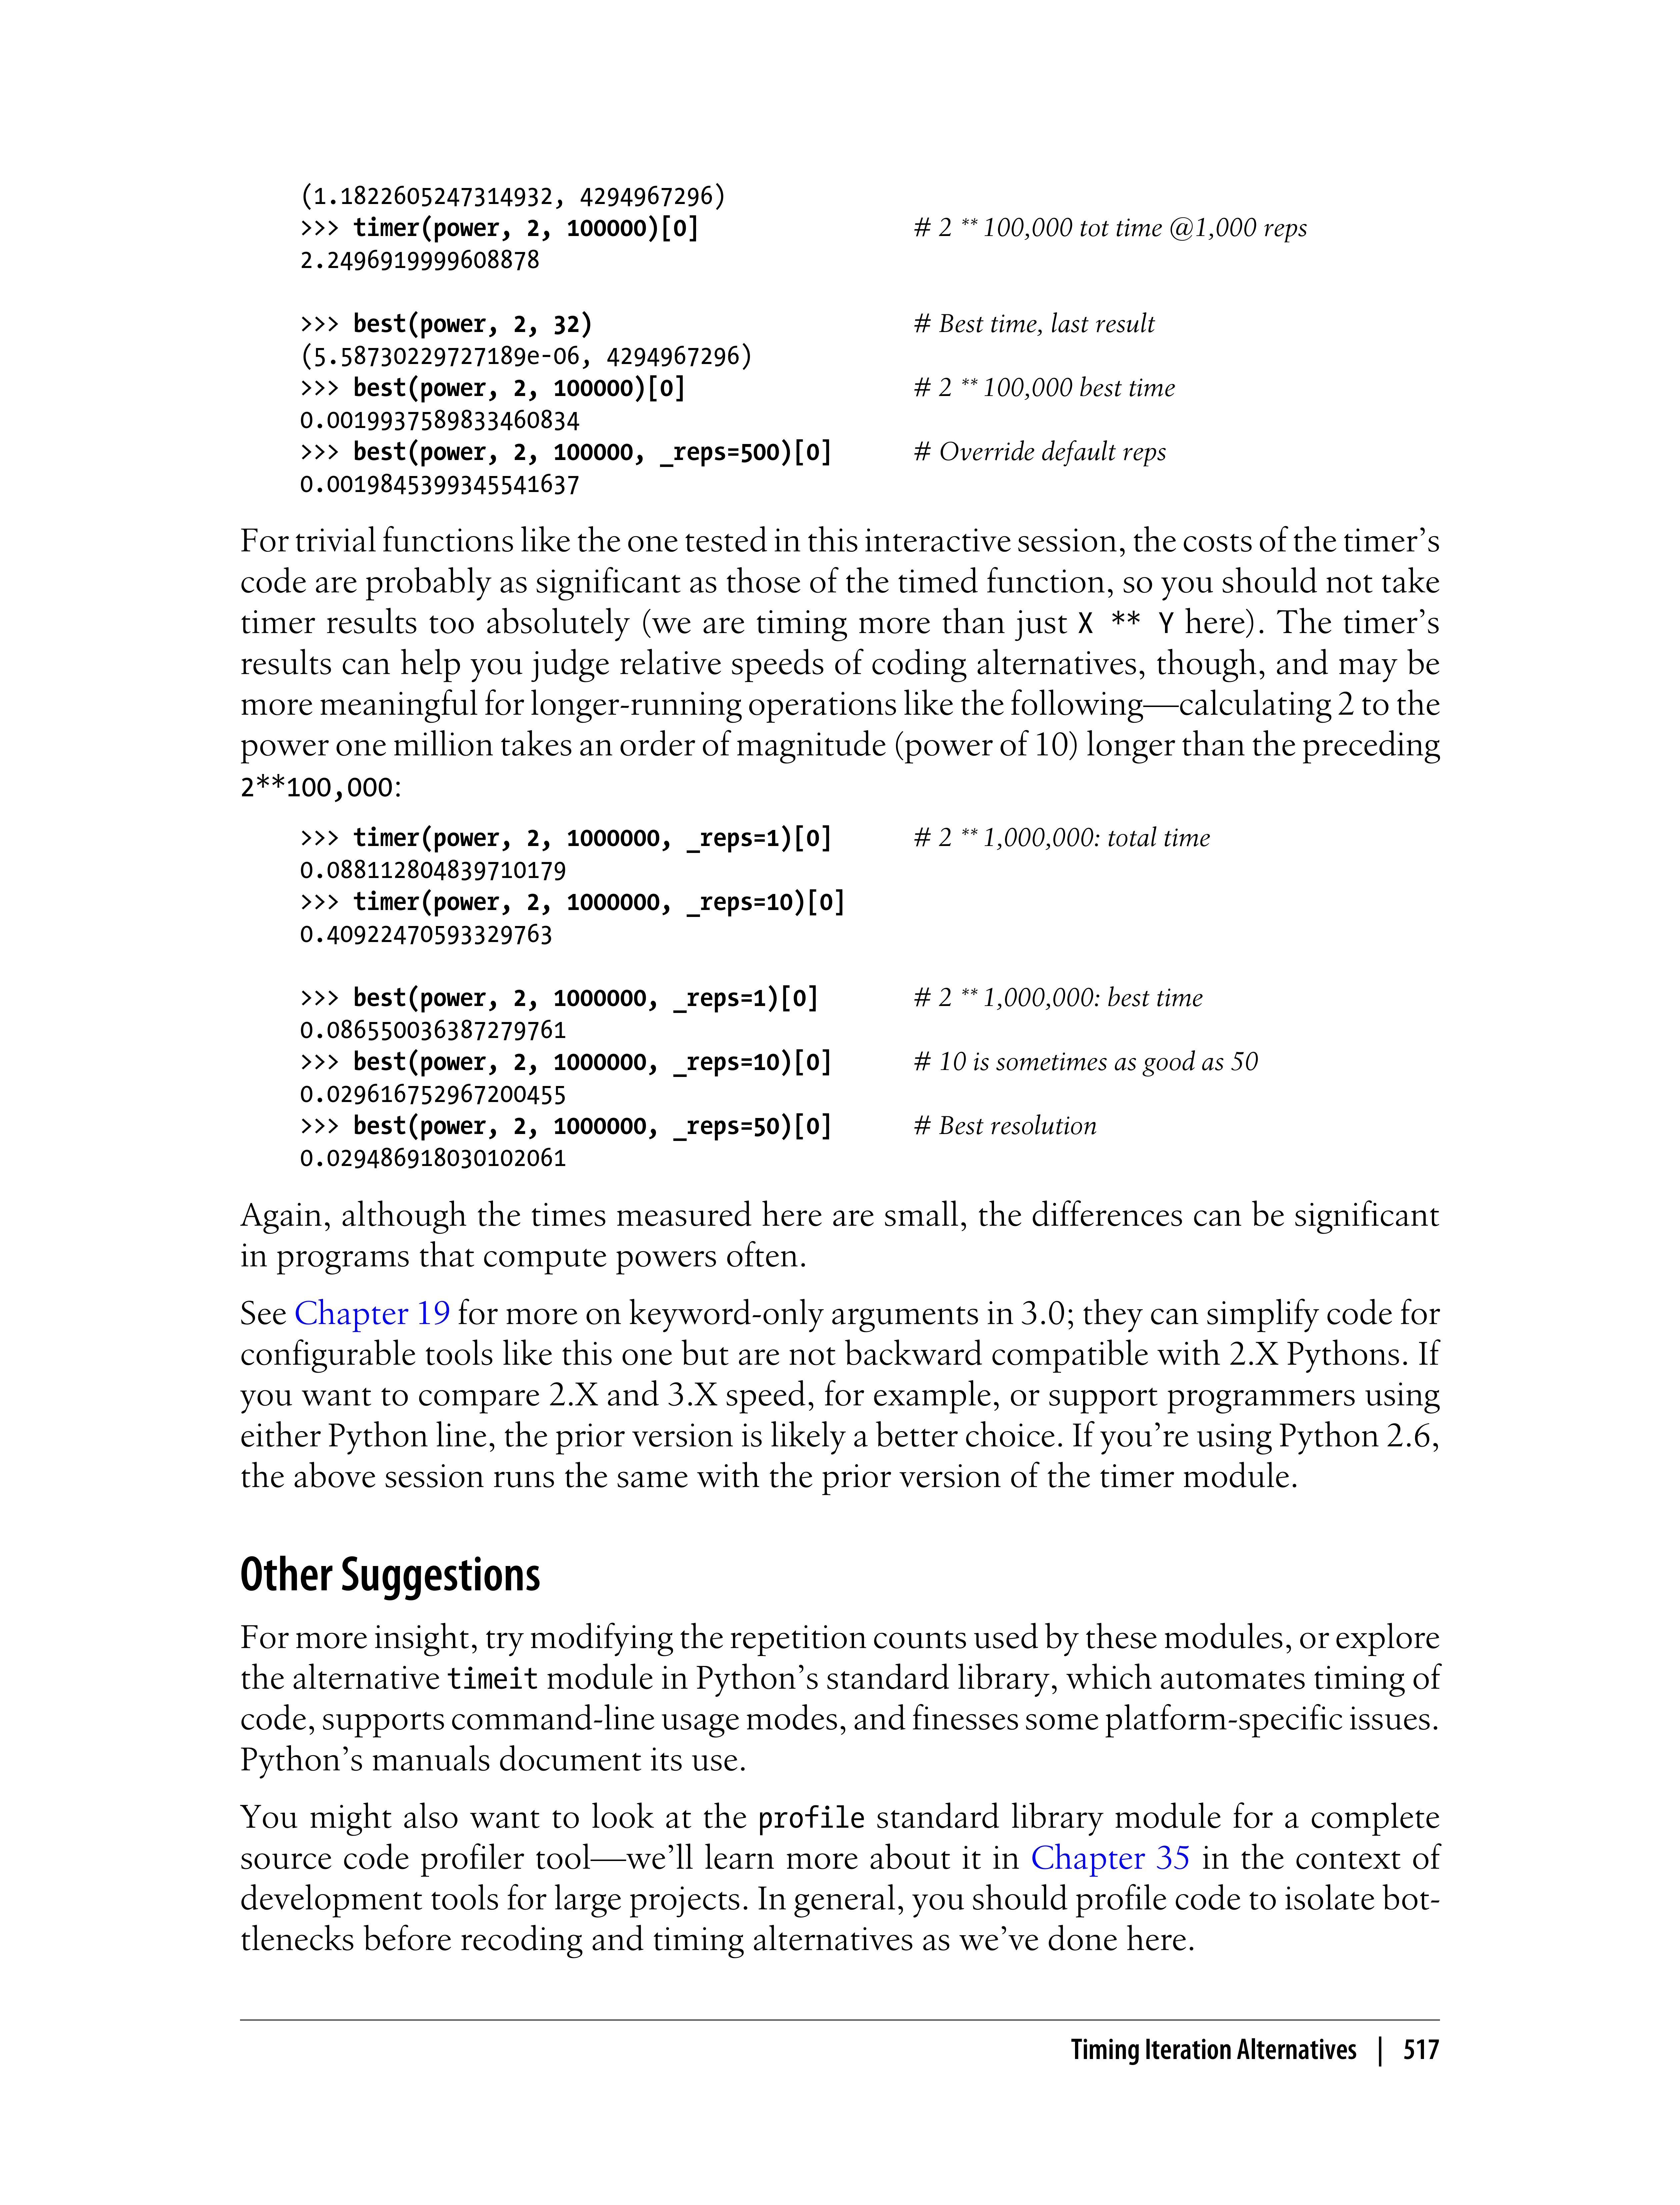 (1.1822605247314932, 4294967296)
>>> timer(power, 2, 100000)[0] # 2 ** 100,000 tot time @1,000 reps
2.2496919999608878
>>> best(power, 2, 32) # Best time, last result
(5.58730229727189e-06, 4294967296)
>>> best(power, 2, 100000)[0] # 2 ** 100,000 best time
0.0019937589833460834
>>> best(power, 2, 100000, _reps=500)[0] # Override default reps
0.0019845399345541637
For trivial functions like the one tested in this interactive session, the costs of the timer’s
code are probably as significant as those of the timed function, so you should not take
timer results too absolutely (we are timing more than just X ** Y here). The timer’s
results can help you judge relative speeds of coding alternatives, though, and may be
more meaningful for longer-running operations like the following—calculating 2 to the
power one million takes an order of magnitude (power of 10) longer than the preceding
2**100,000:
>>> timer(power, 2, 1000000, _reps=1)[0] # 2 ** 1,000,000: total time
0.088112804839710179
>>> timer(power, 2, 1000000, _reps=10)[0]
0.40922470593329763
>>> best(power, 2, 1000000, _reps=1)[0] # 2 ** 1,000,000: best time
0.086550036387279761
>>> best(power, 2, 1000000, _reps=10)[0] # 10 is sometimes as good as 50
0.029616752967200455
>>> best(power, 2, 1000000, _reps=50)[0] # Best resolution
0.029486918030102061
Again, although the times measured here are small, the differences can be significant
in programs that compute powers often.
See Chapter 19 for more on keyword-only arguments in 3.0; they can simplify code for
configurable tools like this one but are not backward compatible with 2.X Pythons. If
you want to compare 2.X and 3.X speed, for example, or support programmers using
either Python line, the prior version is likely a better choice. If you’re using Python 2.6,
the above session runs the same with the prior version of the timer module.
Other Suggestions
For more insight, try modifying the repetition counts used by these modules, or explore
the alternative timeit module in Python’s standard library, which automates timing of
code, supports command-line usage modes, and finesses some platform-specific issues.
Python’s manuals document its use.
You might also want to look at the profile standard library module for a complete
source code profiler tool—we’ll learn more about it in Chapter 35 in the context of
development tools for large projects. In general, you should profile code to isolate bot-
tlenecks before recoding and timing alternatives as we’ve done here.
Timing Iteration Alternatives | 517